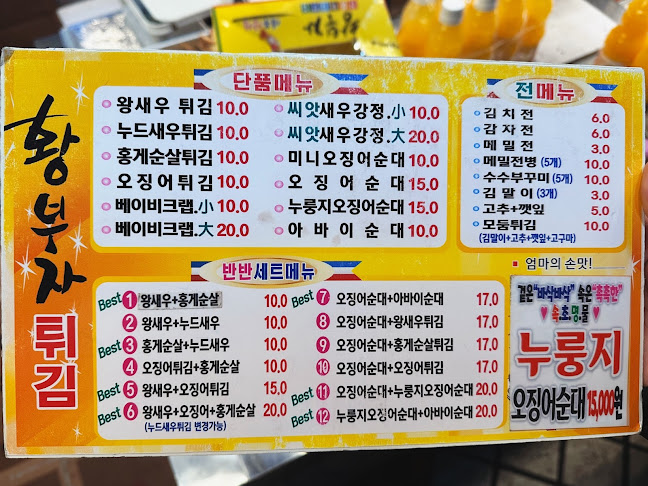 황부자
튀김
단품메뉴
왕새우 튀김 10.0
누드새우튀김 10.0
홍게순살튀김 10.0
오징어튀김 10.0
베이비크랩.小 10.0
베이비크랩.大 20.0
씨앗새우강정.小 10.0
씨앗새우강정.大 20.0
미니오징어순대 10.0
오징어순대 15.0
누룽지오징어순대 15.0
아바이순대 10.0
전메뉴
김치전 6.0
감자전 6.0
메밀전 3.0
메밀전병 (5개) 10.0
수수부꾸미 (5개) 10.0
김말이 (3개) 3.0
고추+깻잎 5.0
모둠튀김 10.0
(김말이+고추+깻잎+고구마)
엄마의 손맛!
반반세트메뉴
Best 1 왕새우+홍게순살 10.0
2 왕새우+누드새우 10.0
Best 3 홍게순살+누드새우 10.0
4 오징어튀김+홍게순살 10.0
Best 5 왕새우+오징어튀김 15.0
Best 6 왕새우+오징어+홍게순살 20.0
(누드새우튀김 변경가능)
Best 7 오징어순대+아바이순대 17.0
8 오징어순대+왕새우튀김 17.0
9 오징어순대+홍게순살튀김 17.0
10 오징어순대+오징어튀김 17.0
Best 11 오징어순대+누룽지오징어순대 20.0
Best 12 누룽지오징어순대+아바이순대 20.0
겉은"바삭바삭" 속은"촉촉한"
♥ 속.초.명.물 ♥
누룽지
오징어순대 15,000원